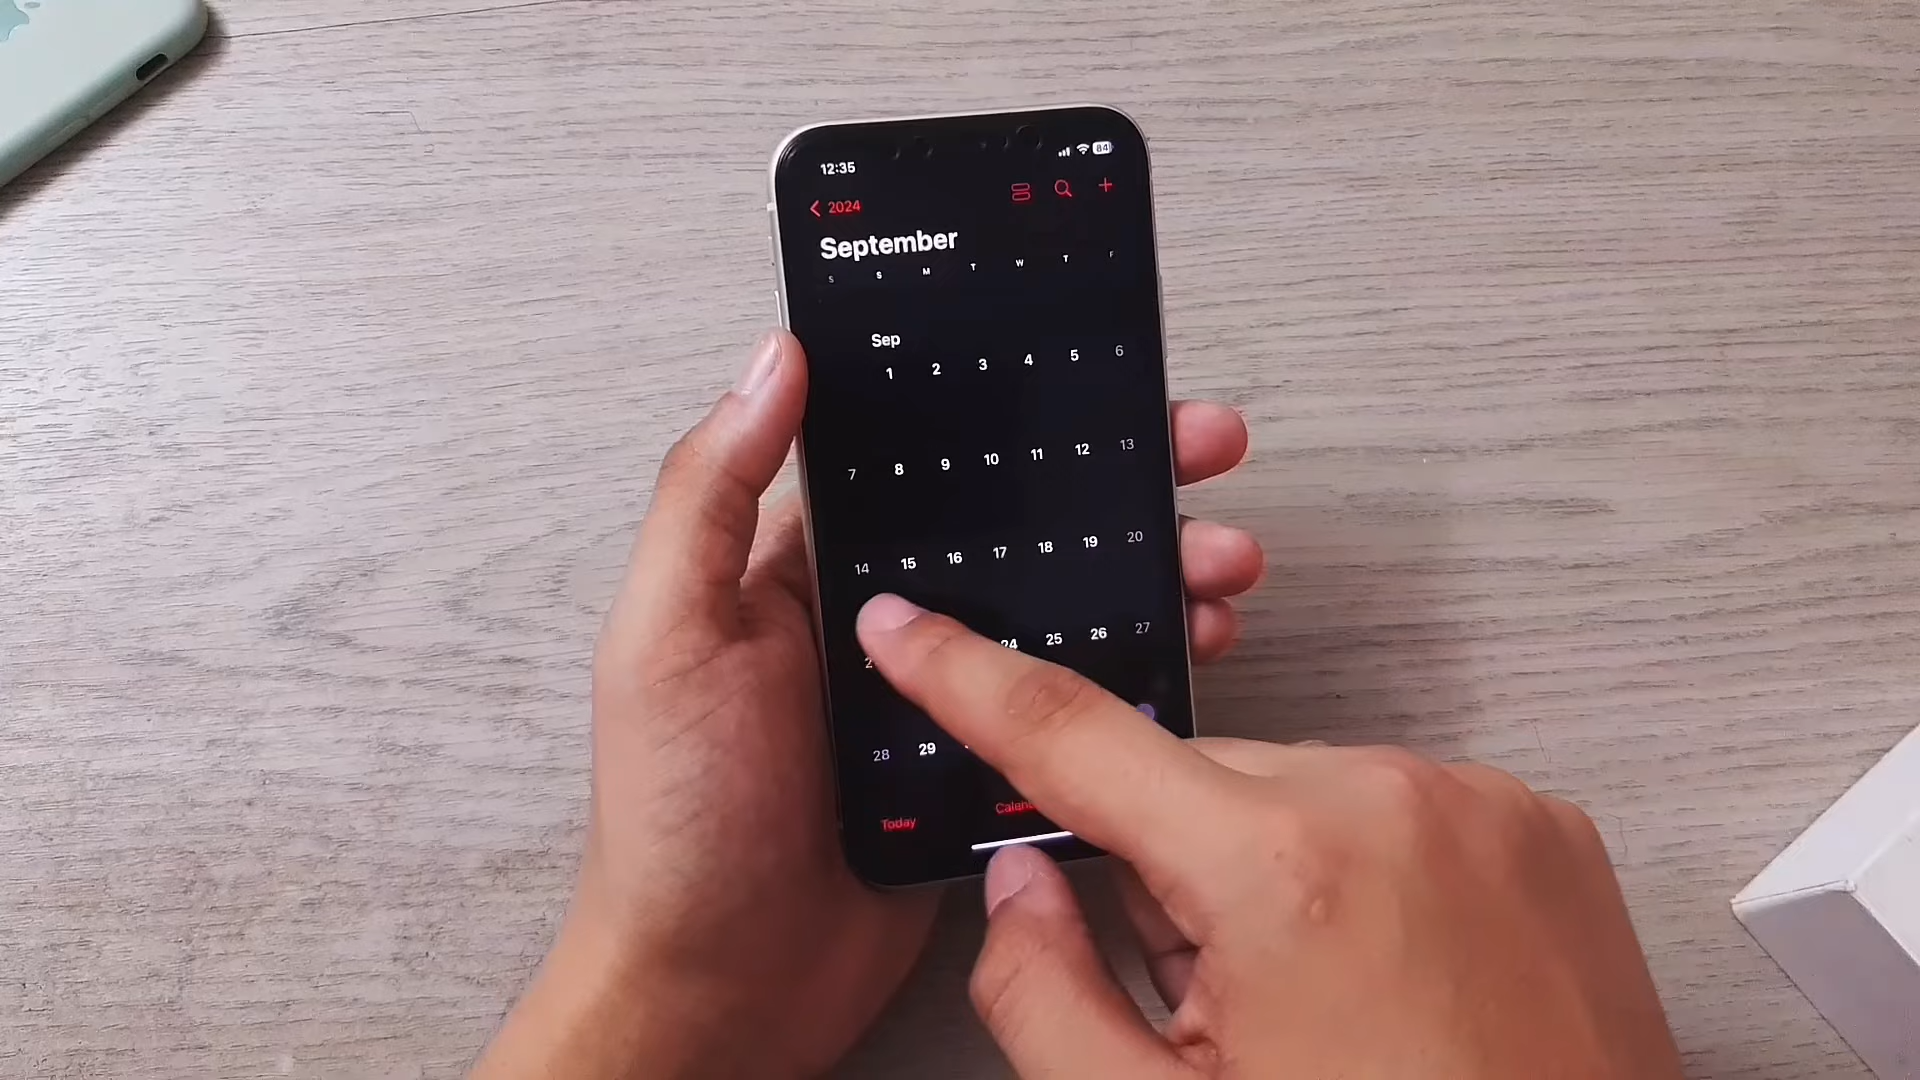 12:35 84
2024
September
S S M T W T F
Sep
1 2 3 4 5 6
7 8 9 10 11 12 13
14 15 16 17 18 19 20
24 25 26 27
28 29
Today